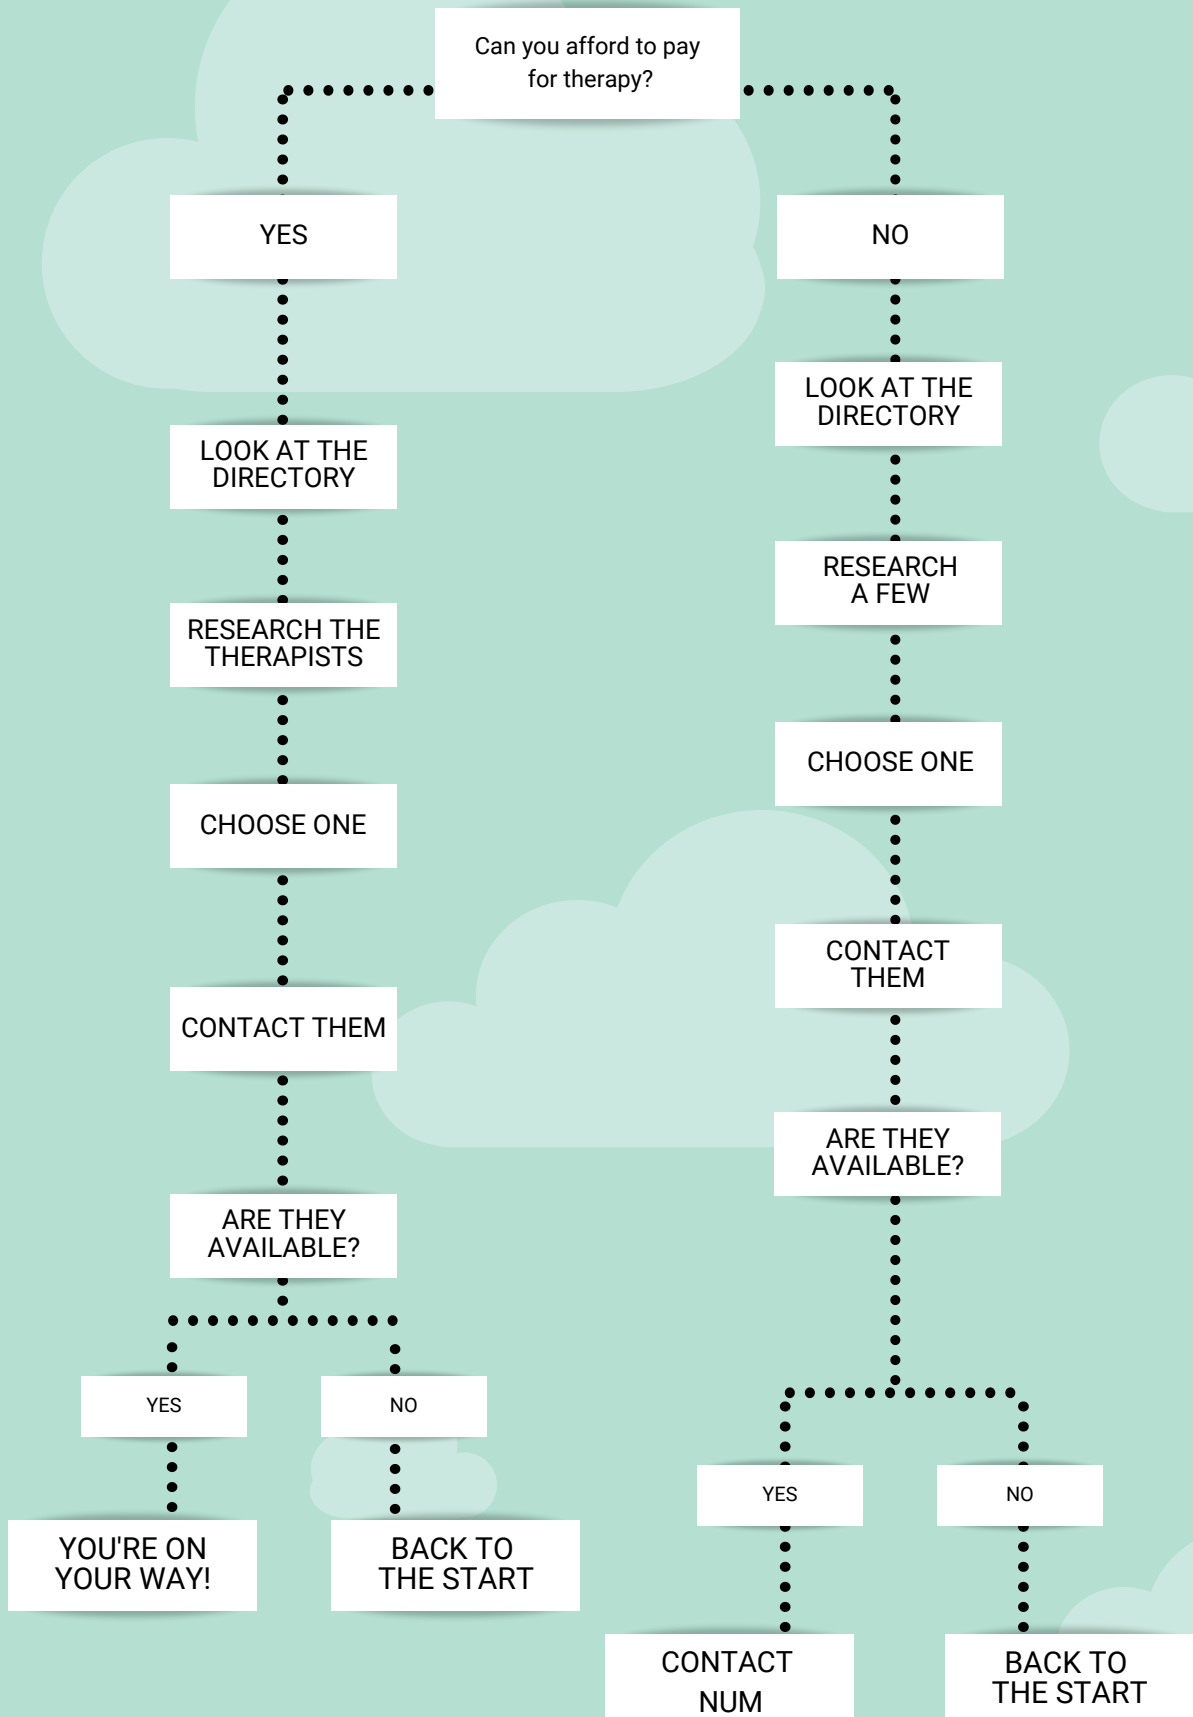 Can you afford to pay
for therapy?
YES
NO
LOOK AT THE
DIRECTORY
LOOK AT THE
DIRECTORY
RESEARCH
A FEW
RESEARCH THE
THERAPISTS
CHOOSE ONE
CHOOSE ONE
CONTACT
THEM
CONTACT THEM
ARE THEY
AVAILABLE?
ARE THEY
AVAILABLE?
YES
NO
YES
NO
YOU'RE ON
YOUR WAY!
BACK TO
THE START
CONTACT
NUM
BACK TO
THE START